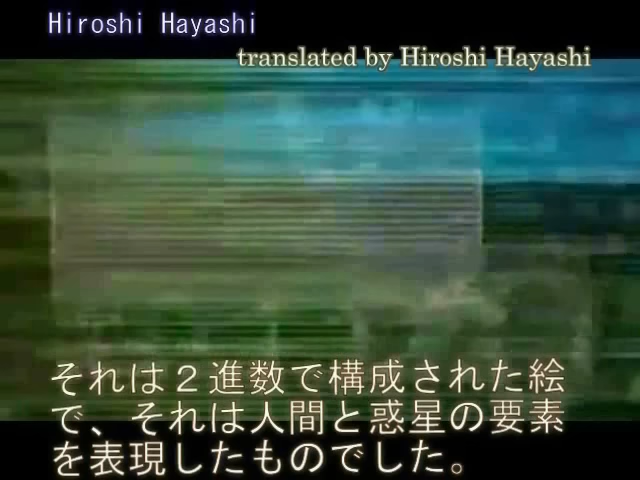 Hiroshi Hayashi
translated by Hiroshi Hayashi
それは２進数で構成された絵
で、それは人間と惑星の要素
を表現したものでした。